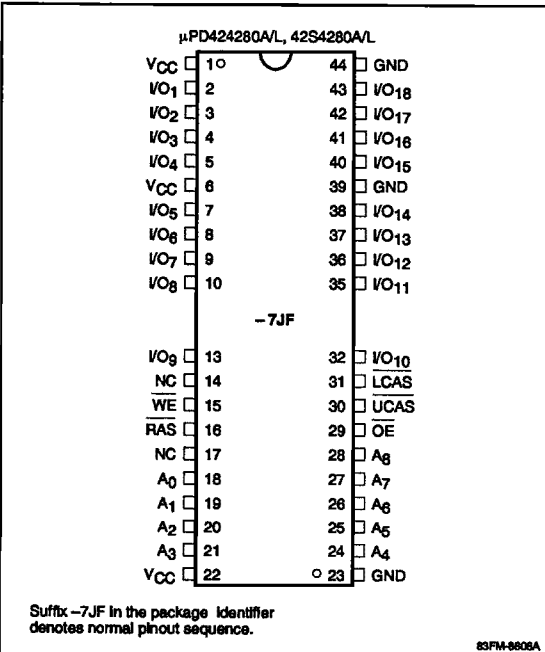 μPD424280A/L, 42S4280A/L
VCC 1 44 GND
I/O1 2 43 I/O18
I/O2 3 42 I/O17
I/O3 4 41 I/O16
I/O4 5 40 I/O15
VCC 6 39 GND
I/O5 7 38 I/O14
I/O6 8 37 I/O13
I/O7 9 36 I/O12
I/O8 10 35 I/O11
–7JF
I/O9 13 32 I/O10
NC 14 31 LCAS
WE 15 30 UCAS
RAS 16 29 OE
NC 17 28 A8
A0 18 27 A7
A1 19 26 A6
A2 20 25 A5
A3 21 24 A4
VCC 22 23 GND
Suffix –7JF in the package identifier
denotes normal pinout sequence.
83FM-8606A